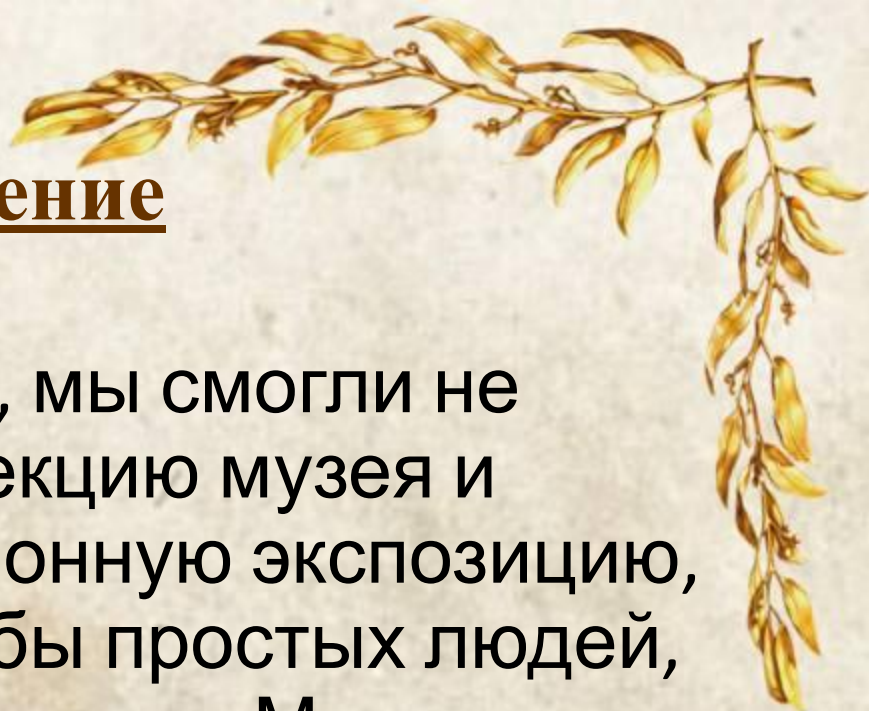 ение
, мы смогли не
екцию музея и
онную экспозицию,
бы простых людей,